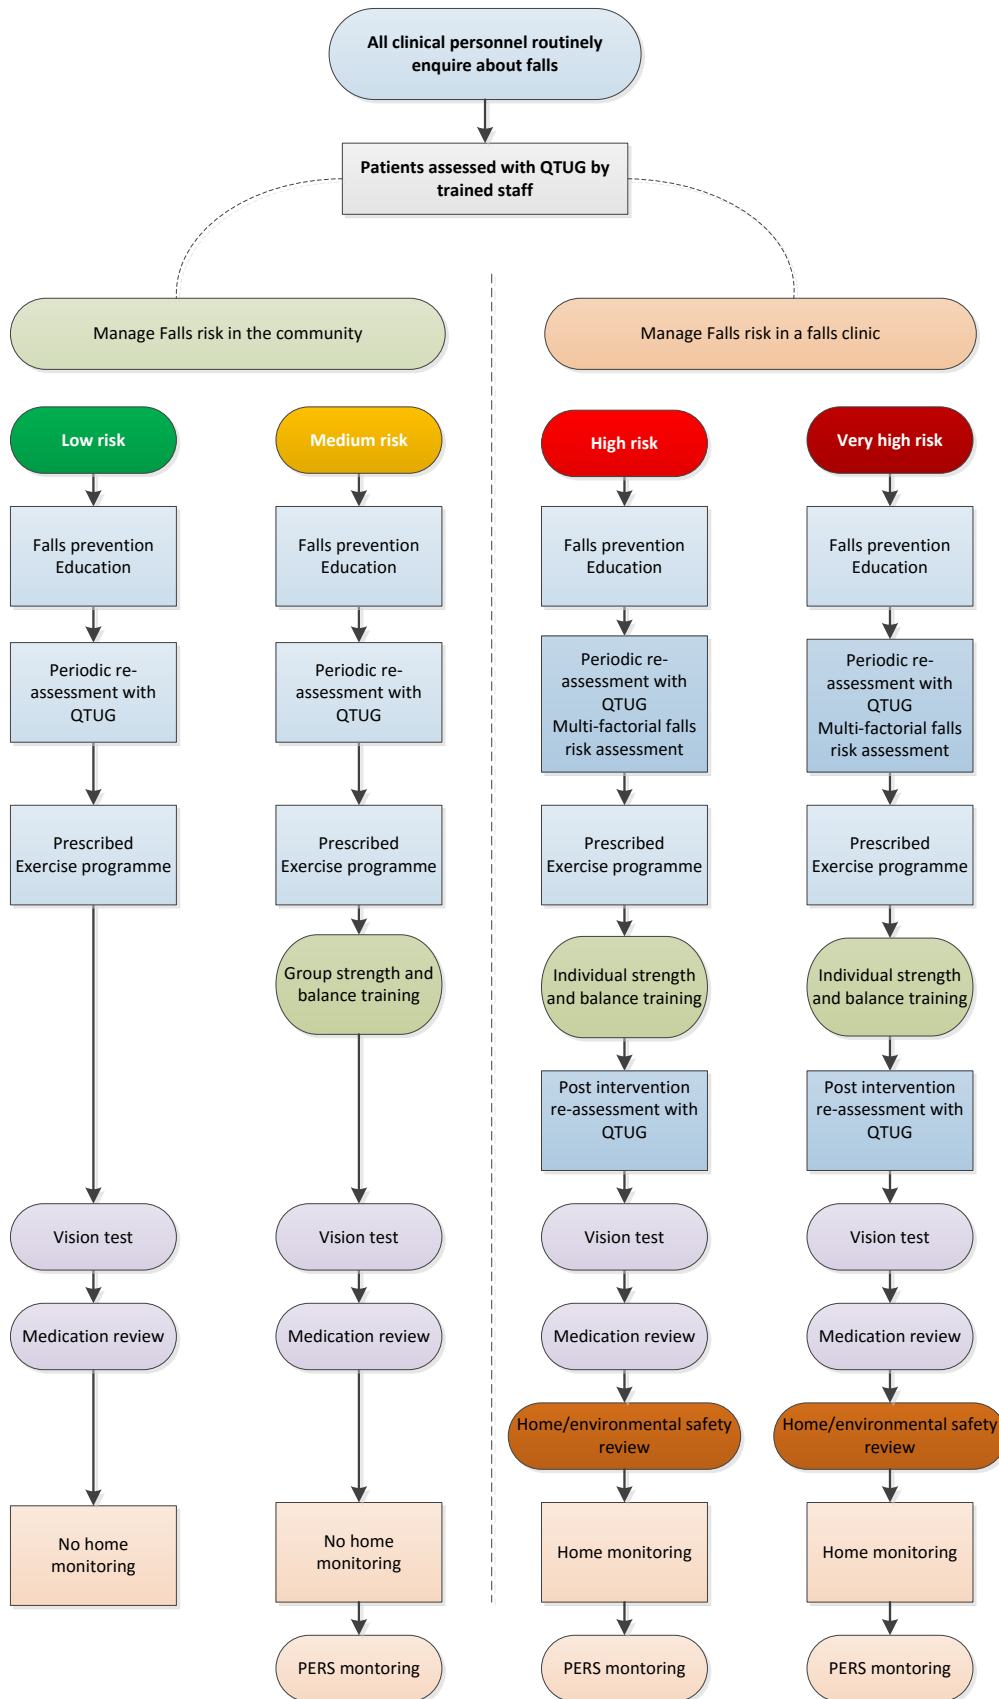 All clinical personnel routinely
enquire about falls
Patients assessed with QTUG by
trained staff
Manage Falls risk in the community
Manage Falls risk in a falls clinic
Low risk
Medium risk
High risk
Very high risk
Falls prevention
Education
Falls prevention
Education
Falls prevention
Education
Falls prevention
Education
Periodic re-
assessment with
QTUG
Periodic re-
assessment with
QTUG
Periodic re-
assessment with
QTUG
Multi-factorial falls
risk assessment
Periodic re-
assessment with
QTUG
Multi-factorial falls
risk assessment
Prescribed
Exercise programme
Prescribed
Exercise programme
Prescribed
Exercise programme
Prescribed
Exercise programme
Group strength and
balance training
Individual strength
and balance training
Individual strength
and balance training
Post intervention
re-assessment with
QTUG
Post intervention
re-assessment with
QTUG
Vision test
Vision test
Vision test
Vision test
Medication review
Medication review
Medication review
Medication review
Home/environmental safety
review
Home/environmental safety
review
No home
monitoring
No home
monitoring
Home monitoring
Home monitoring
PERS montoring
PERS montoring
PERS montoring